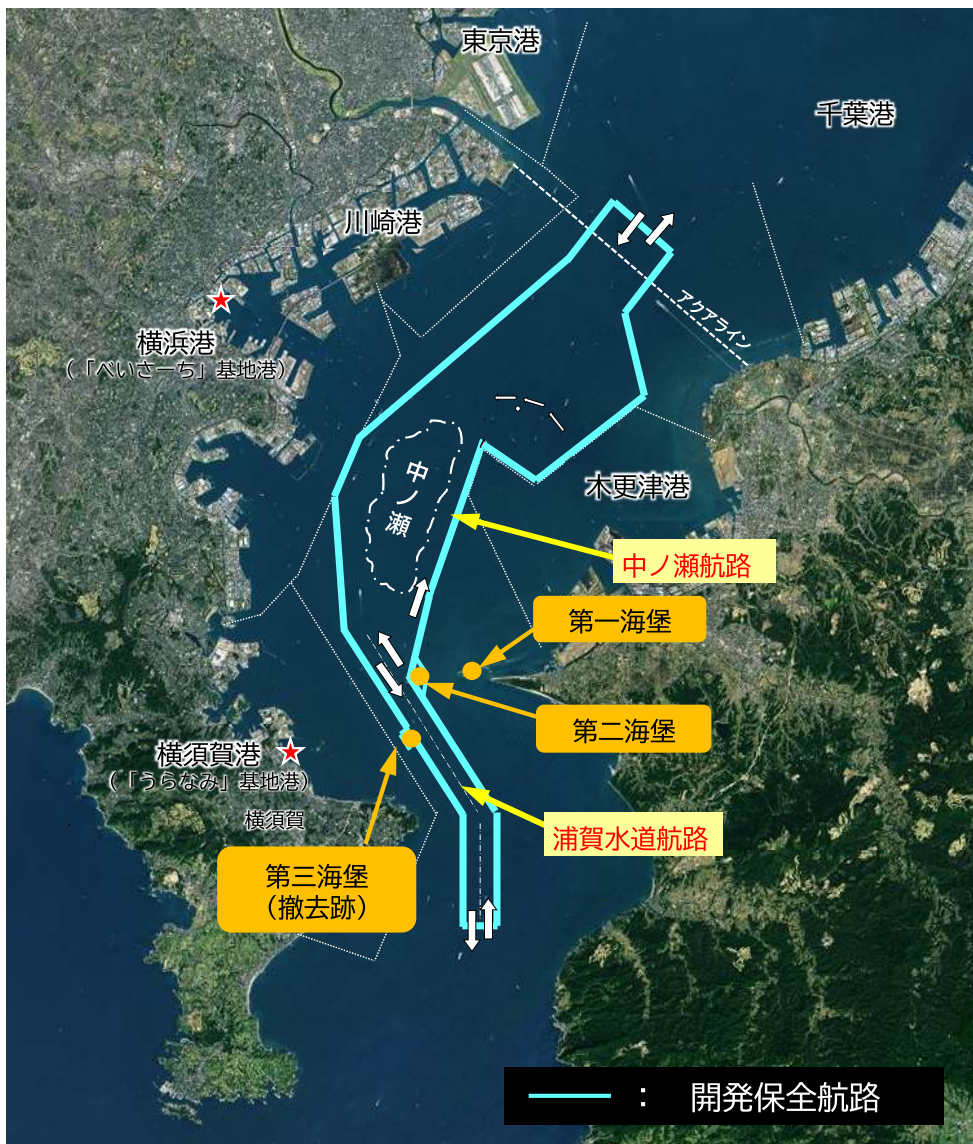 東京港
千葉港
川崎港
アクアライン
横浜港
(「べいさーち」基地港)
中ノ瀬
木更津港
中ノ瀬航路
第一海堡
第二海堡
横須賀港
(「うらなみ」基地港)
横須賀
浦賀水道航路
第三海堡
(撤去跡)
: 開発保全航路